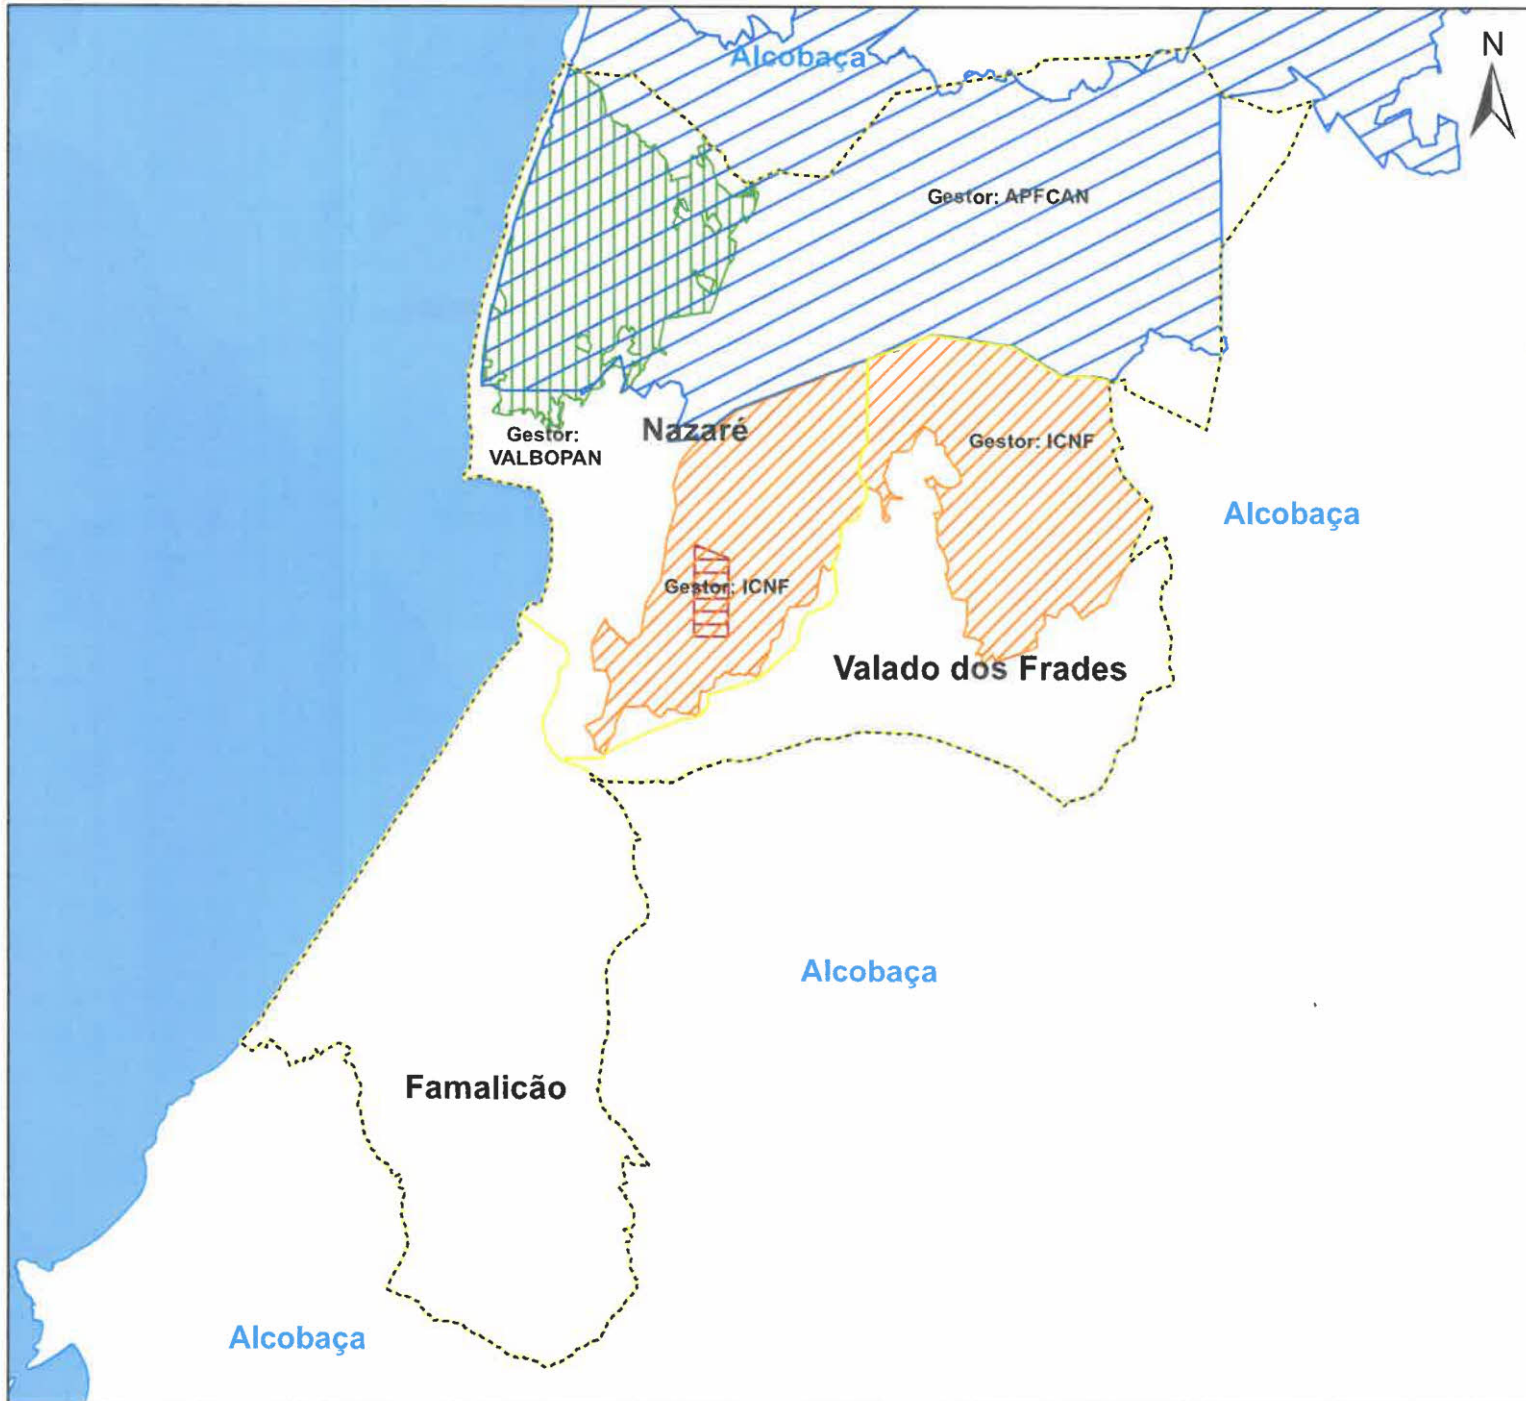 N
Alcobaça
Gestor: APFCAN
Gestor:
VALBOPAN
Nazaré
Gestor: ICNF
Alcobaça
Gestor: ICNF
Valado dos Frades
Alcobaça
Famalicão
Alcobaça